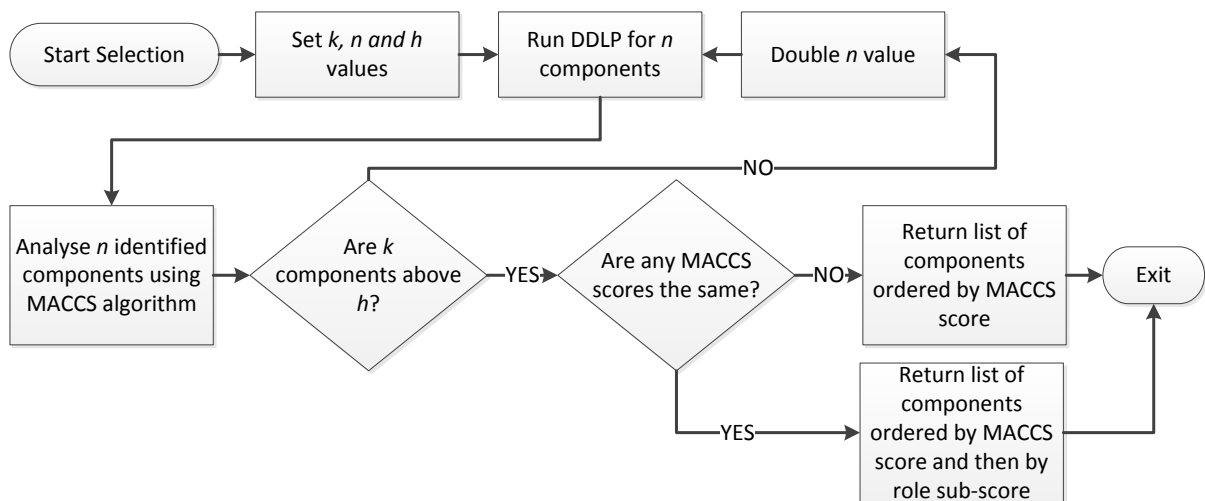 Start Selection
Set k, n and h
values
Run DDLP for n
components
Double n value
NO
Analyse n identified
components using
MACCS algorithm
Are k
components above
h?
YES
Are any MACCS
scores the same?
NO
Return list of
components
ordered by MACCS
score
Exit
YES
Return list of
components
ordered by MACCS
score and then by
role sub-score